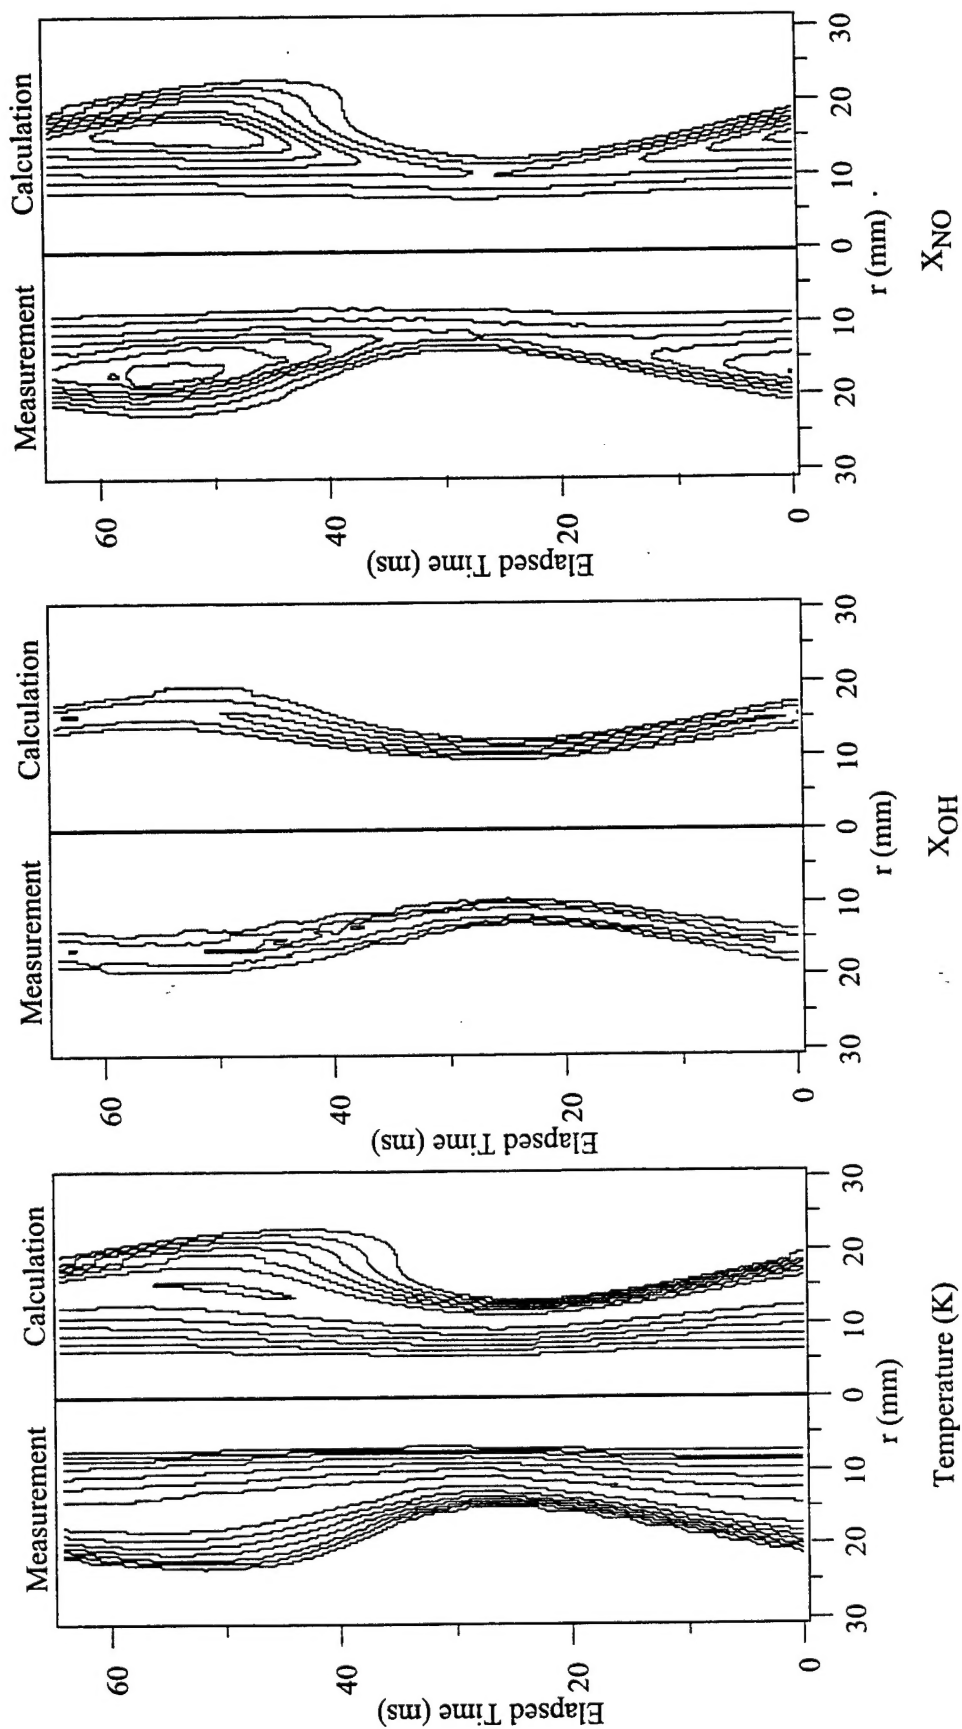 Measurement Calculation
60
40
20
0
Elapsed Time (ms)
30 20 10 0 10 20 30
r (mm)
Temperature (K)
Measurement Calculation
60
40
20
0
Elapsed Time (ms)
30 20 10 0 10 20 30
r (mm)
XOH
Measurement Calculation
60
40
20
0
Elapsed Time (ms)
30 20 10 0 10 20 30
r (mm)
XNO